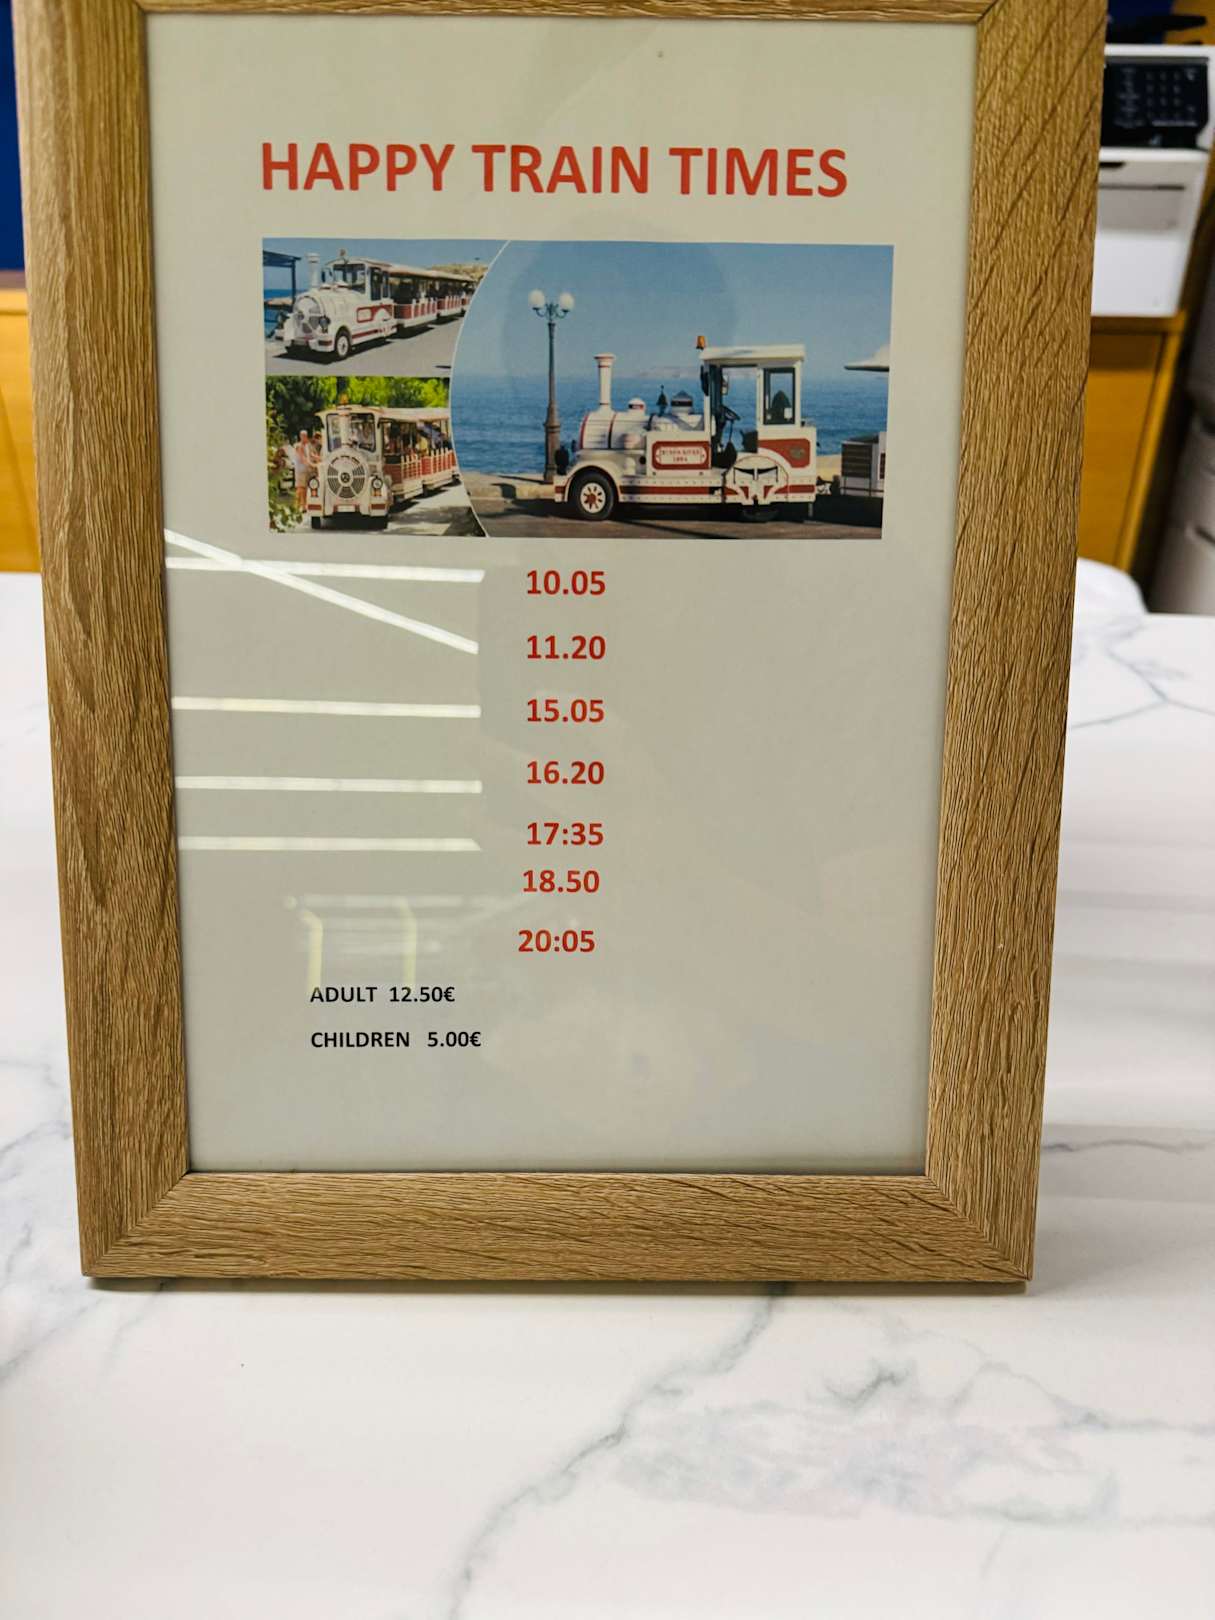 HAPPY TRAIN TIMES
10.05
11.20
15.05
16.20
17:35
18.50
20:05
ADULT 12.50€
CHILDREN 5.00€